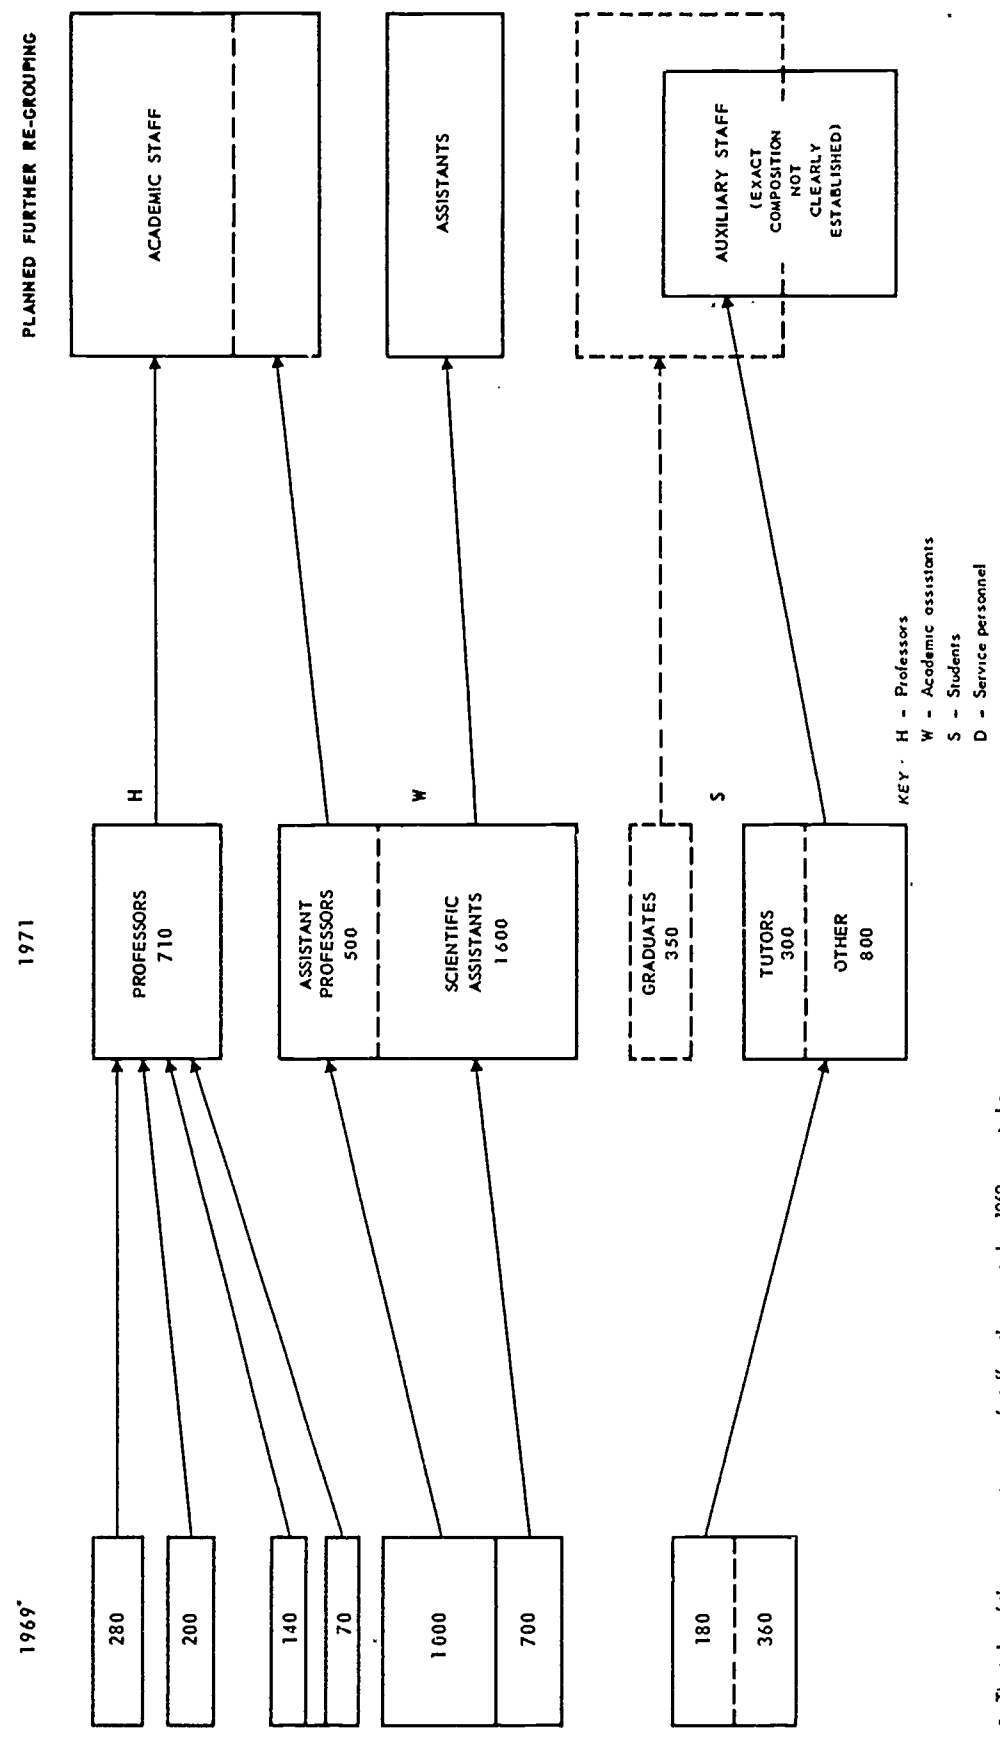 1969*
1971
PLANNED FURTHER RE-GROUPING
280
200
140
70
1000
700
180
360
H
PROFESSORS
710
W
ASSISTANT
PROFESSORS
500
SCIENTIFIC
ASSISTANTS
1600
S
GRADUATES
350
TUTORS
300
OTHER
800
ACADEMIC STAFF
ASSISTANTS
AUXILIARY STAFF
(EXACT
COMPOSITION
NOT
CLEARLY
ESTABLISHED)
KEY · H - Professors
W - Academic assistants
S - Students
D - Service personnel